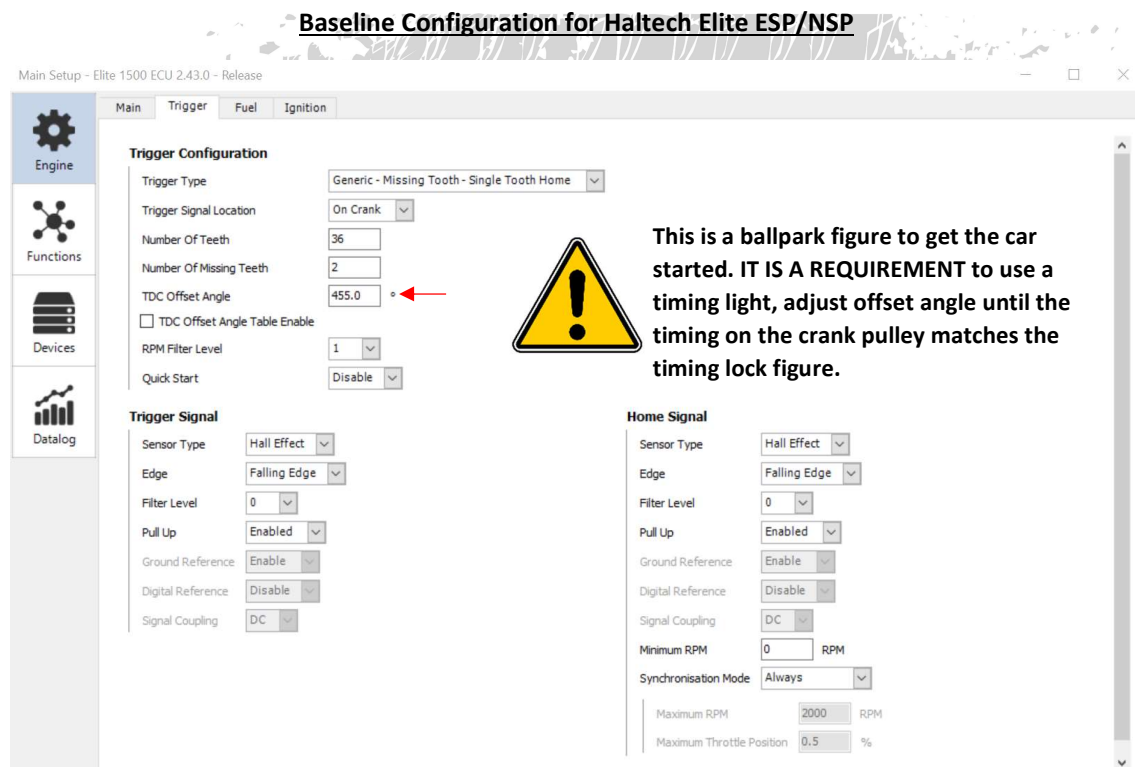 Baseline Configuration for Haltech Elite ESP/NSP
Main Setup - Elite 1500 ECU 2.43.0 - Release
Main Trigger Fuel Ignition
Engine
Functions
Devices
Datalog
Trigger Configuration
Trigger Type Generic - Missing Tooth - Single Tooth Home
Trigger Signal Location On Crank
Number Of Teeth 36
Number Of Missing Teeth 2
TDC Offset Angle 455.0 °
TDC Offset Angle Table Enable
RPM Filter Level 1
Quick Start Disable
This is a ballpark figure to get the car
started. IT IS A REQUIREMENT to use a
timing light, adjust offset angle until the
timing on the crank pulley matches the
timing lock figure.
Trigger Signal
Sensor Type Hall Effect
Edge Falling Edge
Filter Level 0
Pull Up Enabled
Ground Reference Enable
Digital Reference Disable
Signal Coupling DC
Home Signal
Sensor Type Hall Effect
Edge Falling Edge
Filter Level 0
Pull Up Enabled
Ground Reference Enable
Digital Reference Disable
Signal Coupling DC
Minimum RPM 0 RPM
Synchronisation Mode Always
Maximum RPM 2000 RPM
Maximum Throttle Position 0.5 %